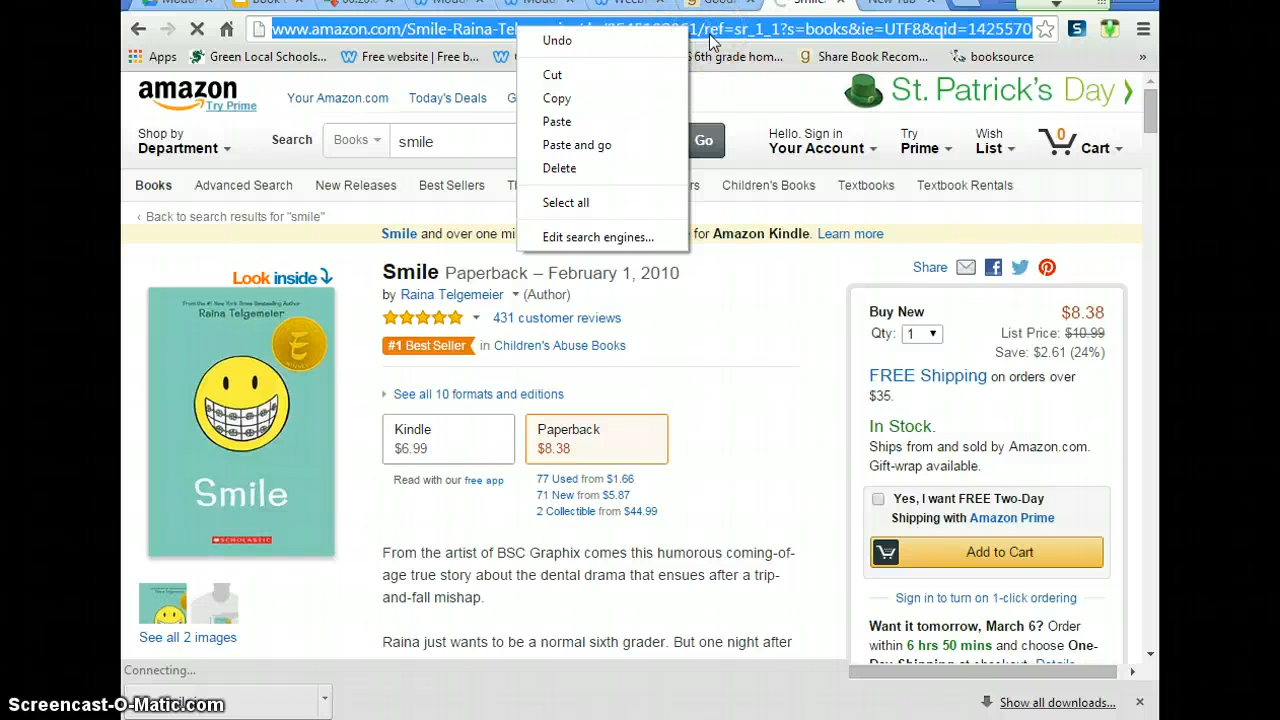 www.amazon.com/Smile-Raina-Tel
1/ref=sr_1_1?s=books&ie=UTF8&qid=1425570
Undo
Cut
Copy
Paste
Paste and go
Delete
Select all
Edit search engines...
Apps
Green Local Schools...
Free website | Free b...
6th grade hom...
Share Book Recom...
booksource
»
amazon
Try Prime
Your Amazon.com
Today's Deals
G
St. Patrick's Day
Shop by
Department
Search
Books
smile
Go
Hello. Sign in
Your Account
Try
Prime
Wish
List
0
Cart
Books
Advanced Search
New Releases
Best Sellers
rs
Children's Books
Textbooks
Textbook Rentals
‹ Back to search results for "smile"
Smile and over one mi
for Amazon Kindle. Learn more
Look inside
From the #1 New York Times Bestselling Author
Raina Telgemeier
E
Smile
SCHOLASTIC
See all 2 images
Smile Paperback – February 1, 2010
by Raina Telgemeier (Author)
431 customer reviews
#1 Best Seller in Children's Abuse Books
See all 10 formats and editions
Kindle
$6.99
Paperback
$8.38
Read with our free app
77 Used from $1.66
71 New from $5.87
2 Collectible from $44.99
From the artist of BSC Graphix comes this humorous coming-of-
age true story about the dental drama that ensues after a trip-
and-fall mishap.
Raina just wants to be a normal sixth grader. But one night after
Share
Buy New
$8.38
Qty: 1
List Price: $10.99
Save: $2.61 (24%)
FREE Shipping on orders over
$35.
In Stock.
Ships from and sold by Amazon.com.
Gift-wrap available.
Yes, I want FREE Two-Day
Shipping with Amazon Prime
Add to Cart
Sign in to turn on 1-click ordering
Want it tomorrow, March 6? Order
within 6 hrs 50 mins and choose One-
Day Shipping at checkout. Details
Connecting...
Show all downloads...
Screencast-O-Matic.com